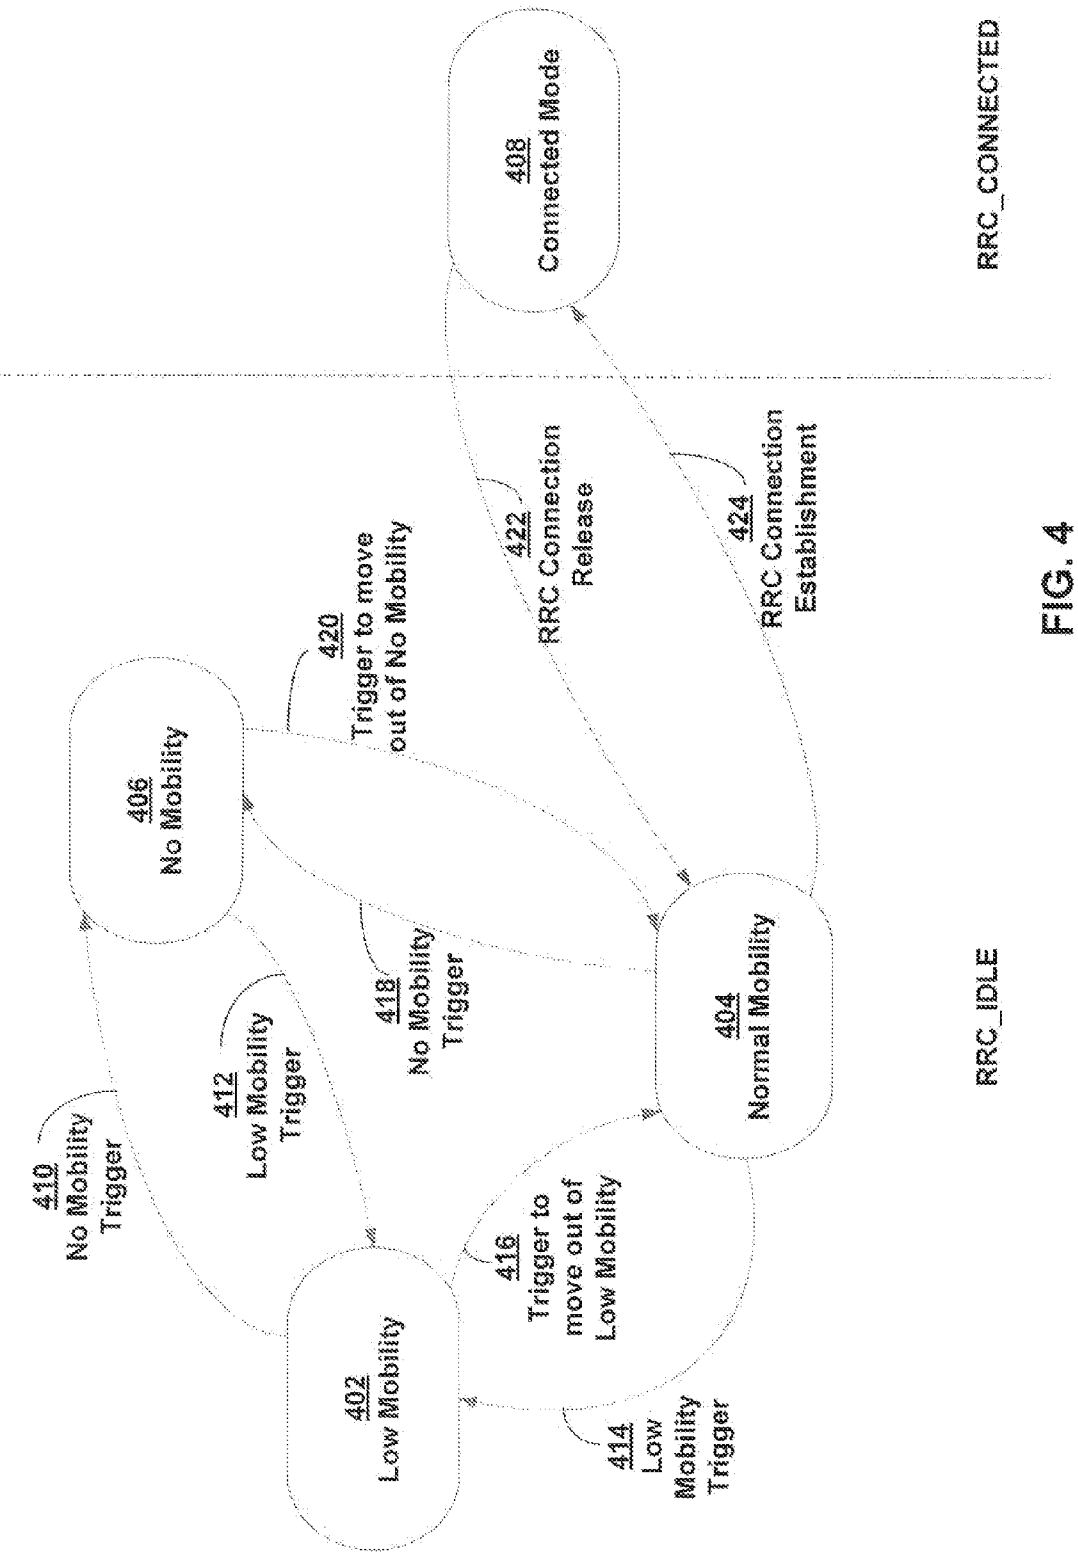 410
No Mobility
Trigger
406
No Mobility
412
Low Mobility
Trigger
420
Trigger to move
out of No Mobility
402
Low Mobility
418
No Mobility
Trigger
408
Connected Mode
416
Trigger to
move out of
Low Mobility
422
RRC Connection
Release
414
Low
Mobility
Trigger
404
Normal Mobility
424
RRC Connection
Establishment
RRC_IDLE
RRC_CONNECTED
FIG. 4